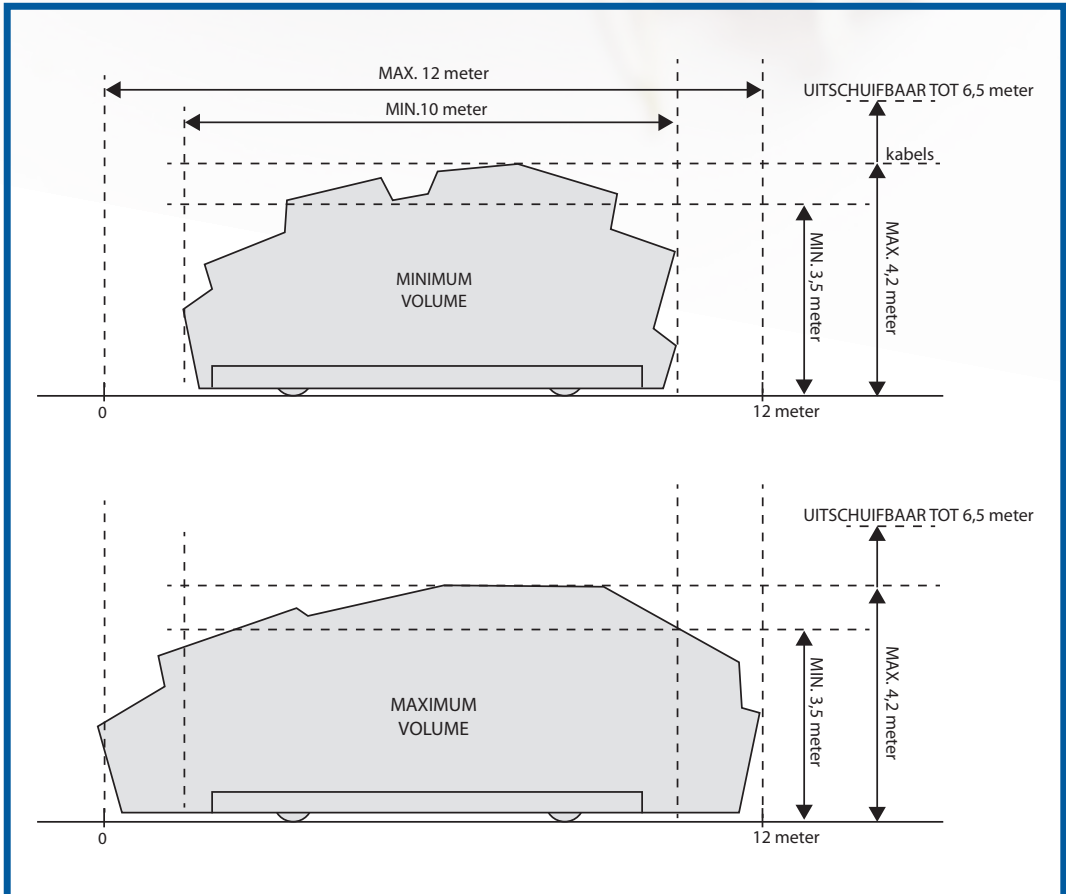 MAX. 12 meter
UITSCHUIFBAAR TOT 6,5 meter
MIN.10 meter
kabels
MINIMUM
VOLUME
MIN. 3,5 meter
MAX. 4,2 meter
0
12 meter
UITSCHUIFBAAR TOT 6,5 meter
MAXIMUM
VOLUME
MIN. 3,5 meter
MAX. 4,2 meter
0
12 meter